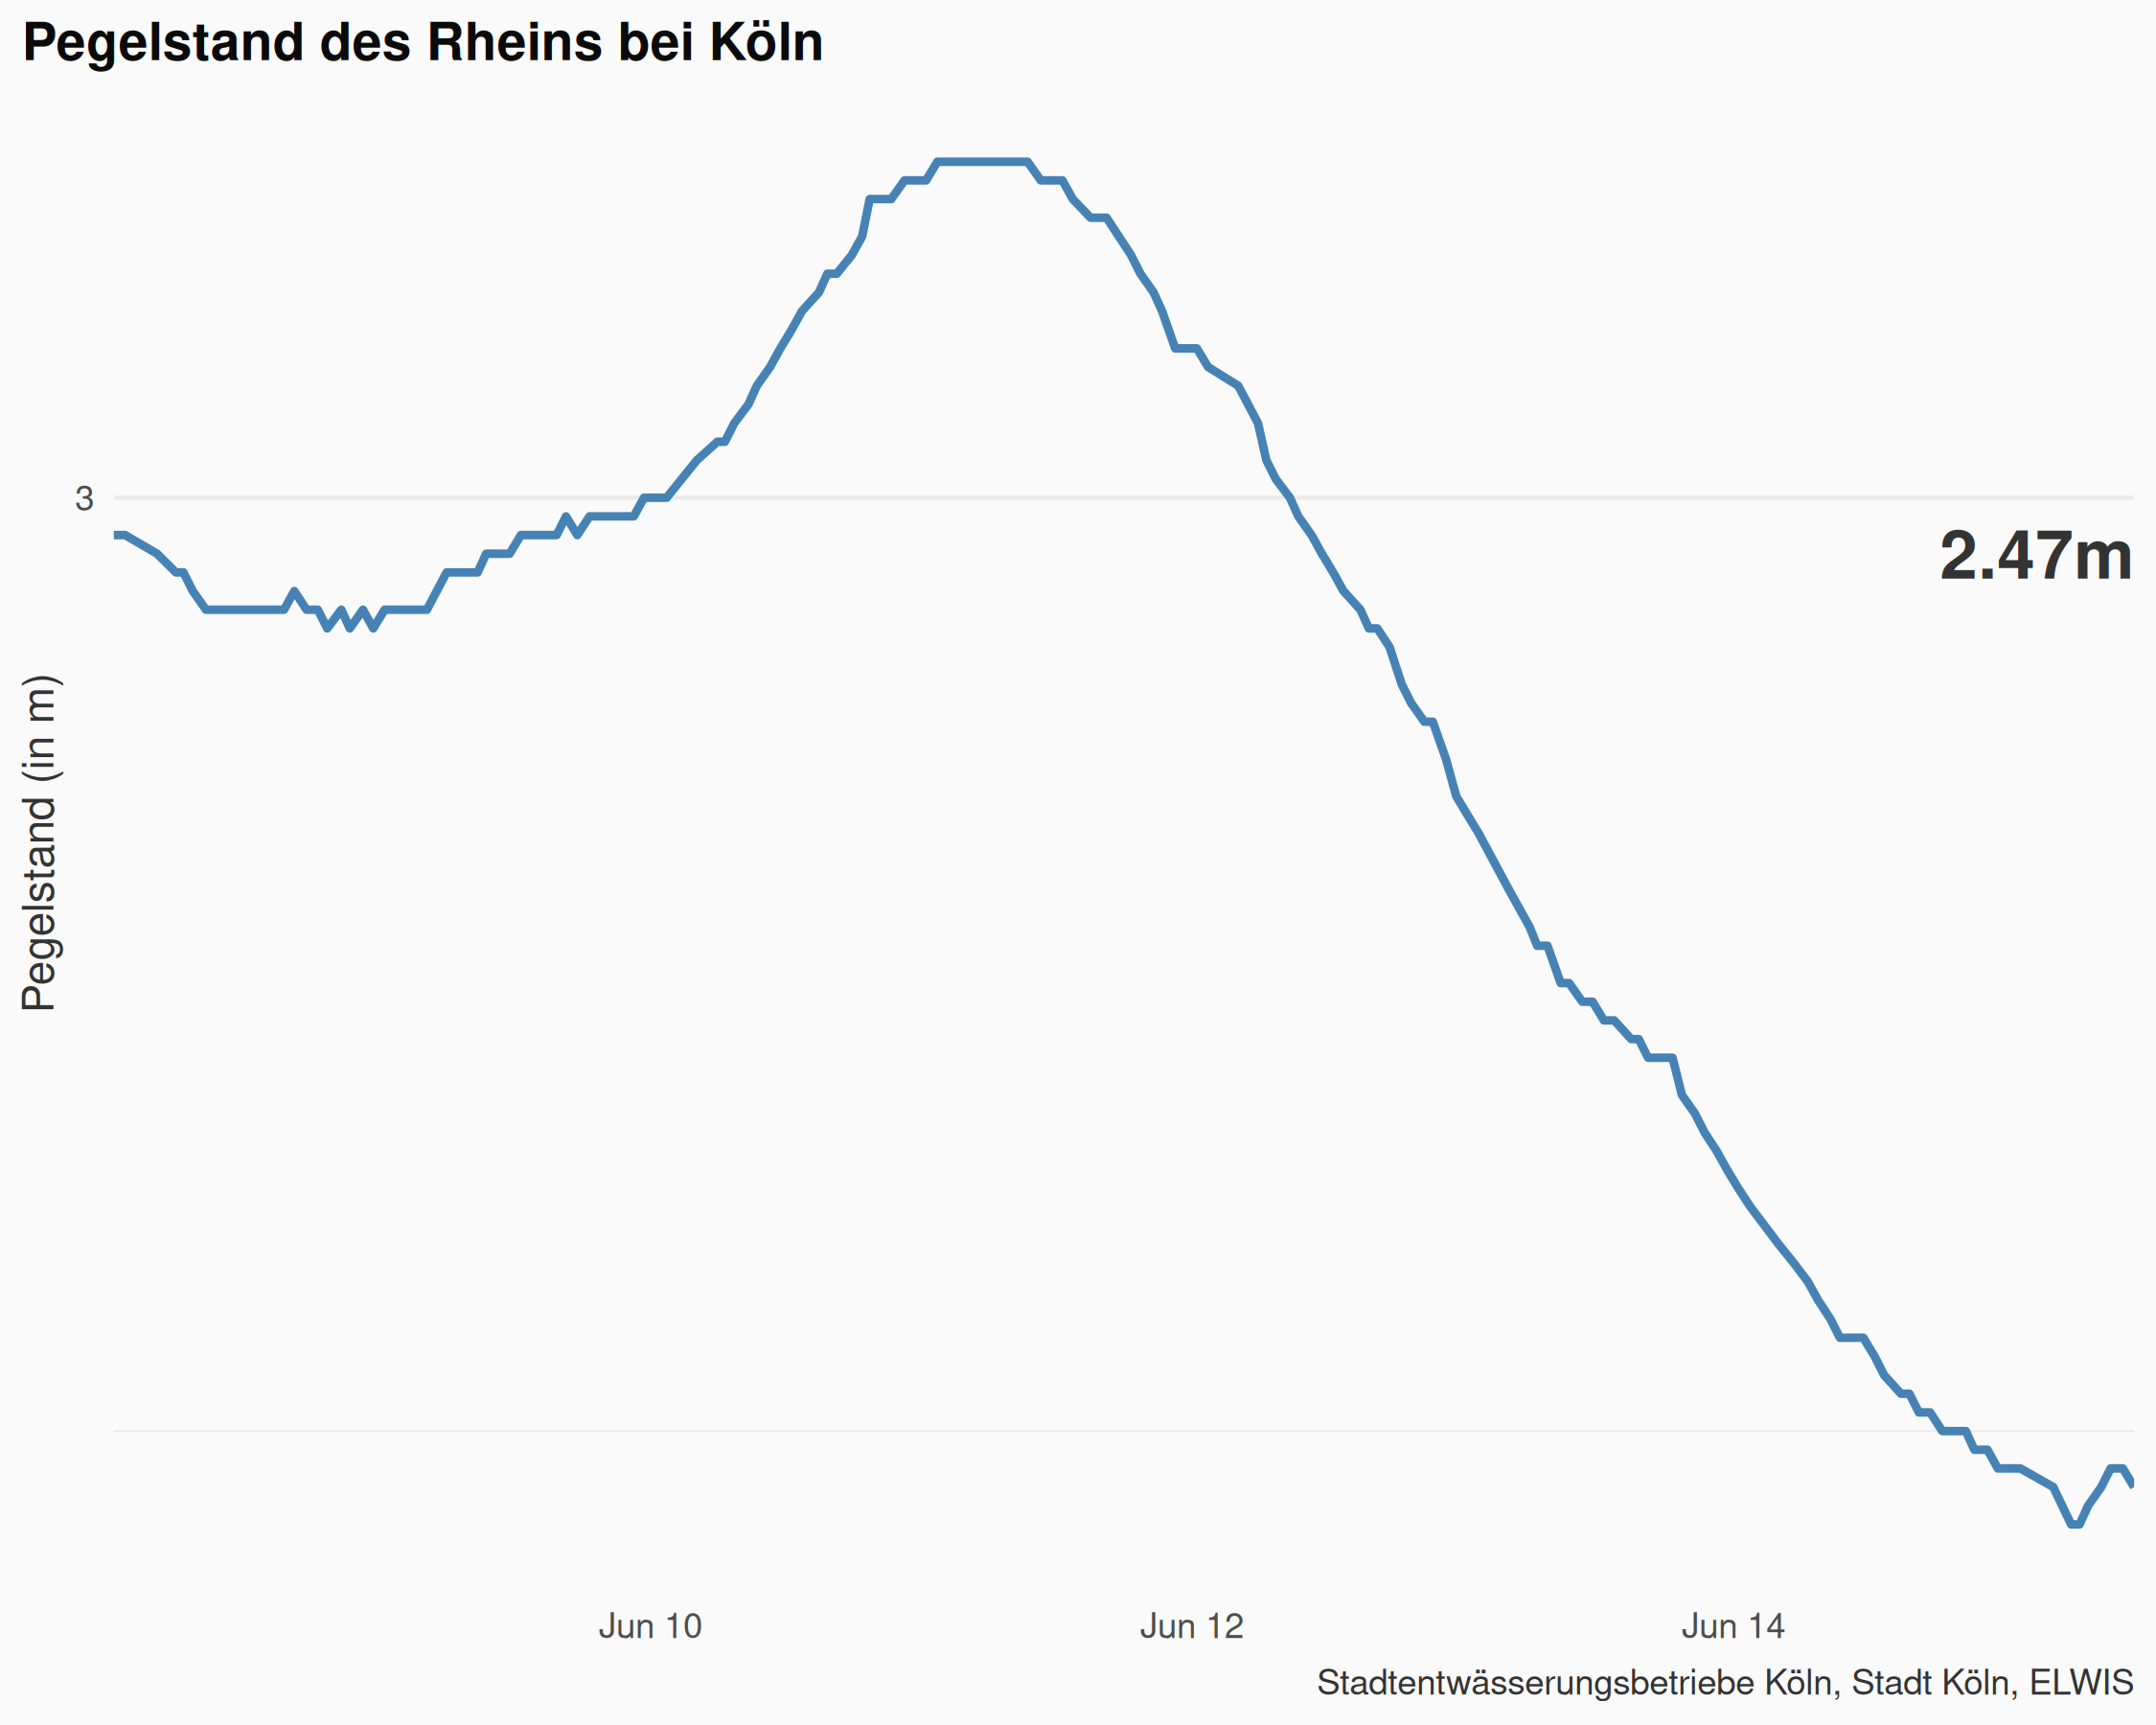 Pegelstand des Rheins bei Köln
3
2.47m
Pegelstand (in m)
Jun 10
Jun 12
Jun 14
Stadtentwässerungsbetriebe Köln, Stadt Köln, ELWIS